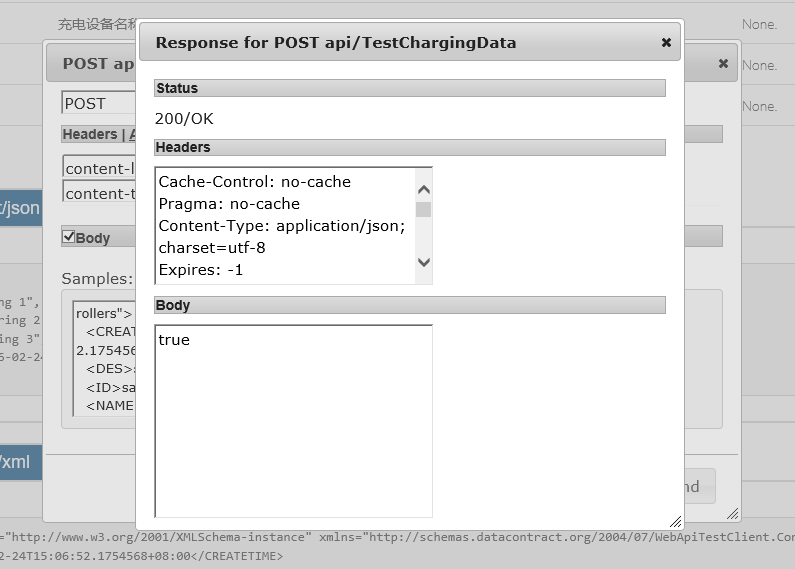 充电设备名称
None.
Response for POST api/TestChargingData
POST ap
None.
Status
POST
200/OK
None.
Headers |
Headers
content-l
content-t
Cache-Control: no-cache
Pragma: no-cache
Content-Type: application/json;
charset=utf-8
Expires: -1
t/json
Body
Samples:
Body
ng 1",
ring 2
ing 3"
5-02-24
rollers">
<CREAT
2.1754568
<DES>
<ID>sa
<NAME
true
/xml
nd
="http://www.w3.org/2001/XMLSchema-instance" xmlns="http://schemas.datacontract.org/2004/07/WebApiTestClient.Con
2-24T15:06:52.1754568+08:00</CREATETIME>